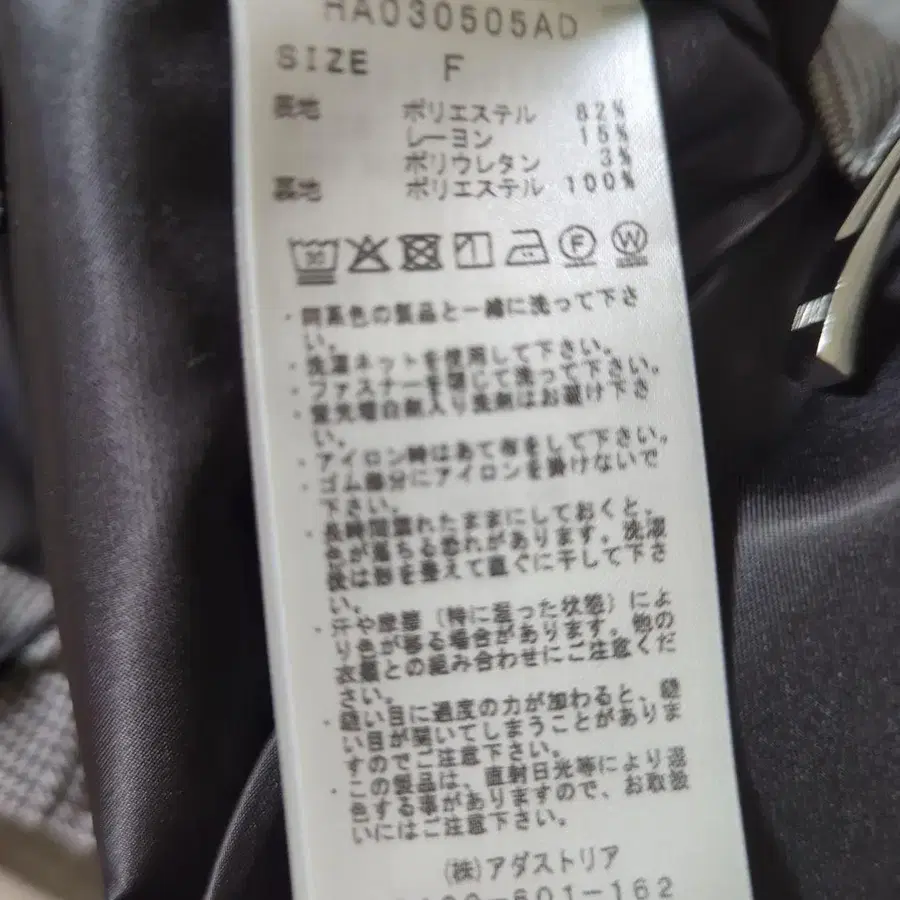 HA030505AD
SIZE F
表地 ポリエステル 82%
レーヨン 15%
ポリウレタン 3%
裏地 ポリエステル 100%
30
F W
・同系色の製品と一緒に洗って下さ
い。
・洗濯ネットを使用して下さい。
・ファスナーを閉じて洗って下さい。
・蛍光増白剤入り洗剤はお避け下さ
い。
・アイロン時はあて布をして下さい。
・ゴム部分にアイロンを掛けないで
下さい。
・長時間濡れたままにしておくと、
色が落ちる恐れがあります。洗濯
後は形を整えて直ぐに干して下さ
い。
・汗や摩擦(特に湿った状態)によ
り色が移る場合があります。他の
衣服との組み合わせにご注意くだ
さい。
・縫い目に過度の力が加わると、縫
い目が開いてしまうことがありま
すのでご注意下さい。
・この製品は、直射日光等により退
色する事がありますので、お取扱
いにはご注意下さい。
(株)アダストリア
601-162